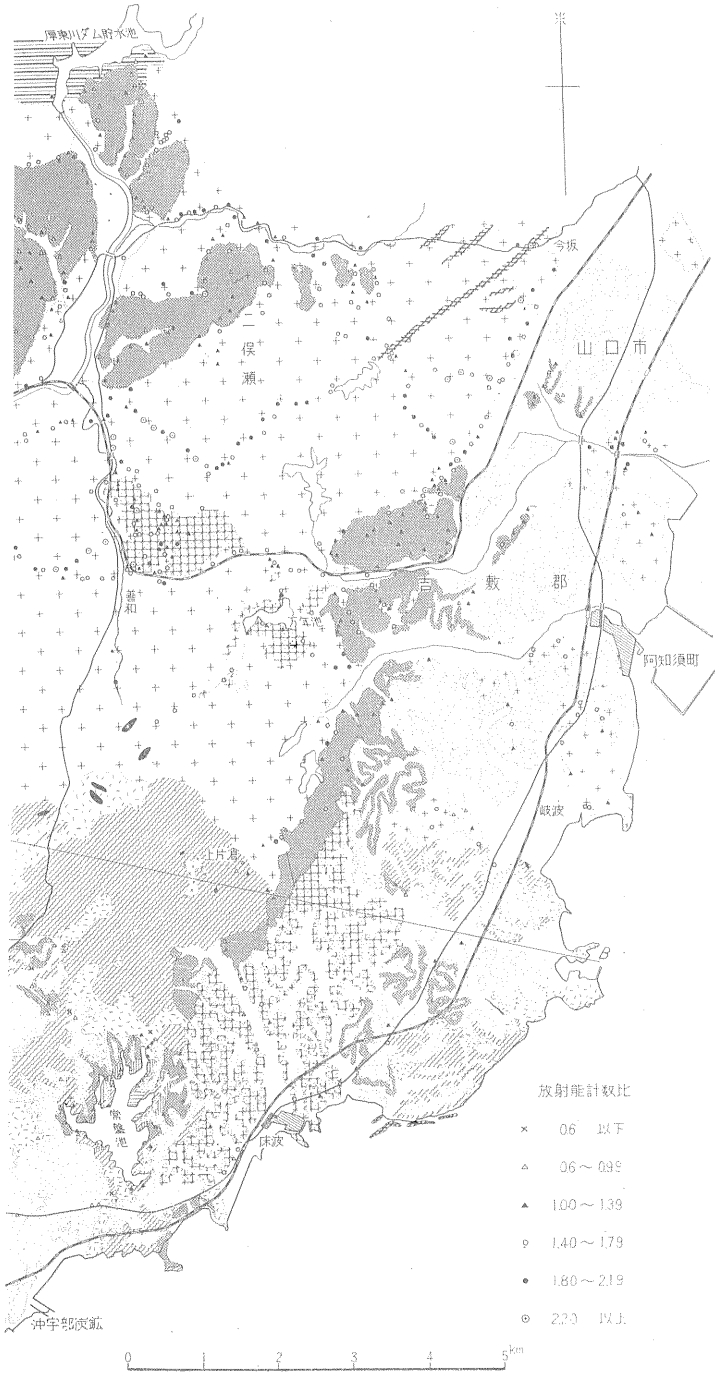 厚東川ダム貯水池
今坂
二俣瀬
山口市
吉敷郡
善和
阿知須町
岐波
上片倉
B
常盤池
床波
沖宇部炭鉱
放射能計数比
× 0.6 以下
△ 0.6～0.99
▲ 1.00～1.39
○ 1.40～1.79
● 1.80～2.19
◎ 2.20 以上
0 1 2 3 4 5km